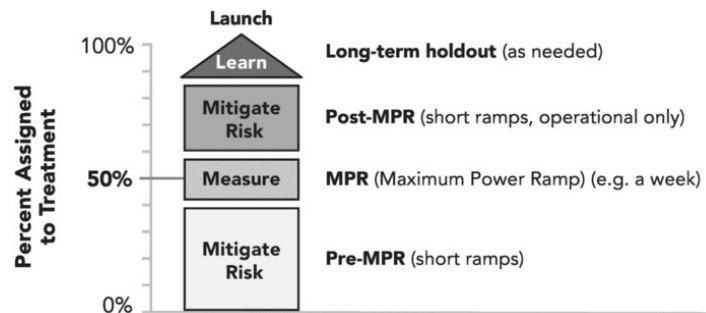 Launch
100%
Learn
Long-term holdout (as needed)
Mitigate
Risk
Post-MPR (short ramps, operational only)
Percent Assigned
to Treatment
50%
Measure
MPR (Maximum Power Ramp) (e.g. a week)
Mitigate
Risk
Pre-MPR (short ramps)
0%